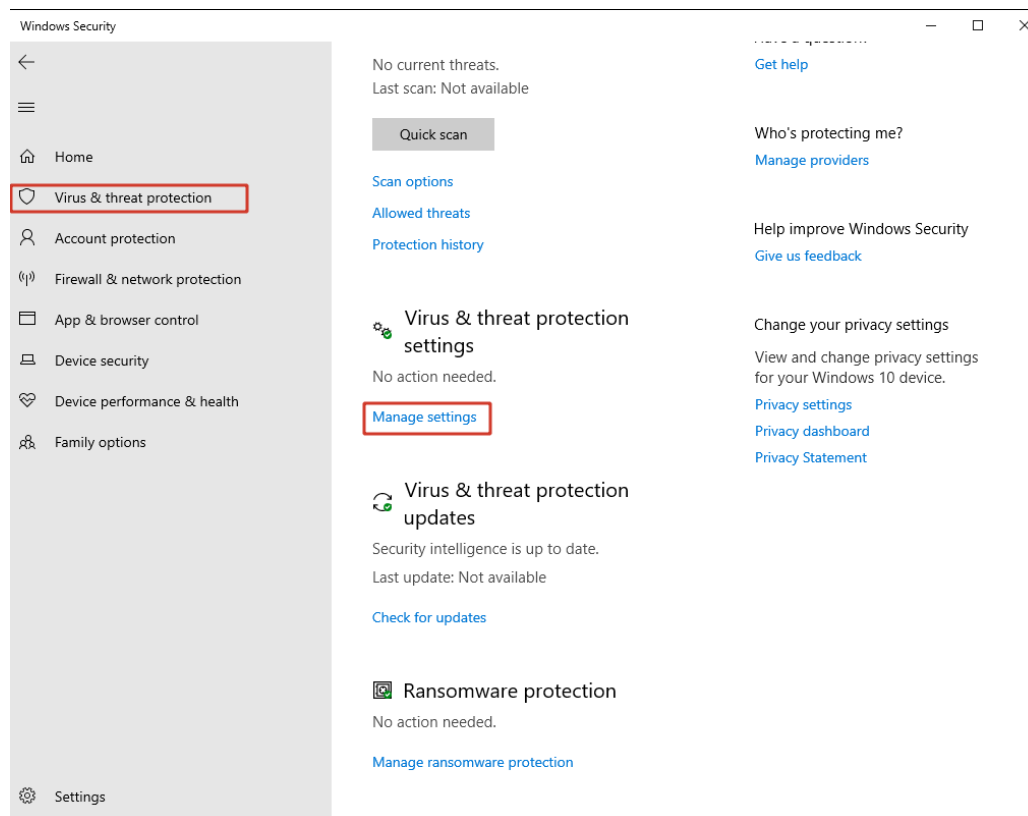 Windows Security
Home
Virus & threat protection
Account protection
Firewall & network protection
App & browser control
Device security
Device performance & health
Family options
Settings
No current threats.
Last scan: Not available
Quick scan
Scan options
Allowed threats
Protection history
Virus & threat protection
settings
No action needed.
Manage settings
Virus & threat protection
updates
Security intelligence is up to date.
Last update: Not available
Check for updates
Ransomware protection
No action needed.
Manage ransomware protection
Get help
Who's protecting me?
Manage providers
Help improve Windows Security
Give us feedback
Change your privacy settings
View and change privacy settings
for your Windows 10 device.
Privacy settings
Privacy dashboard
Privacy Statement